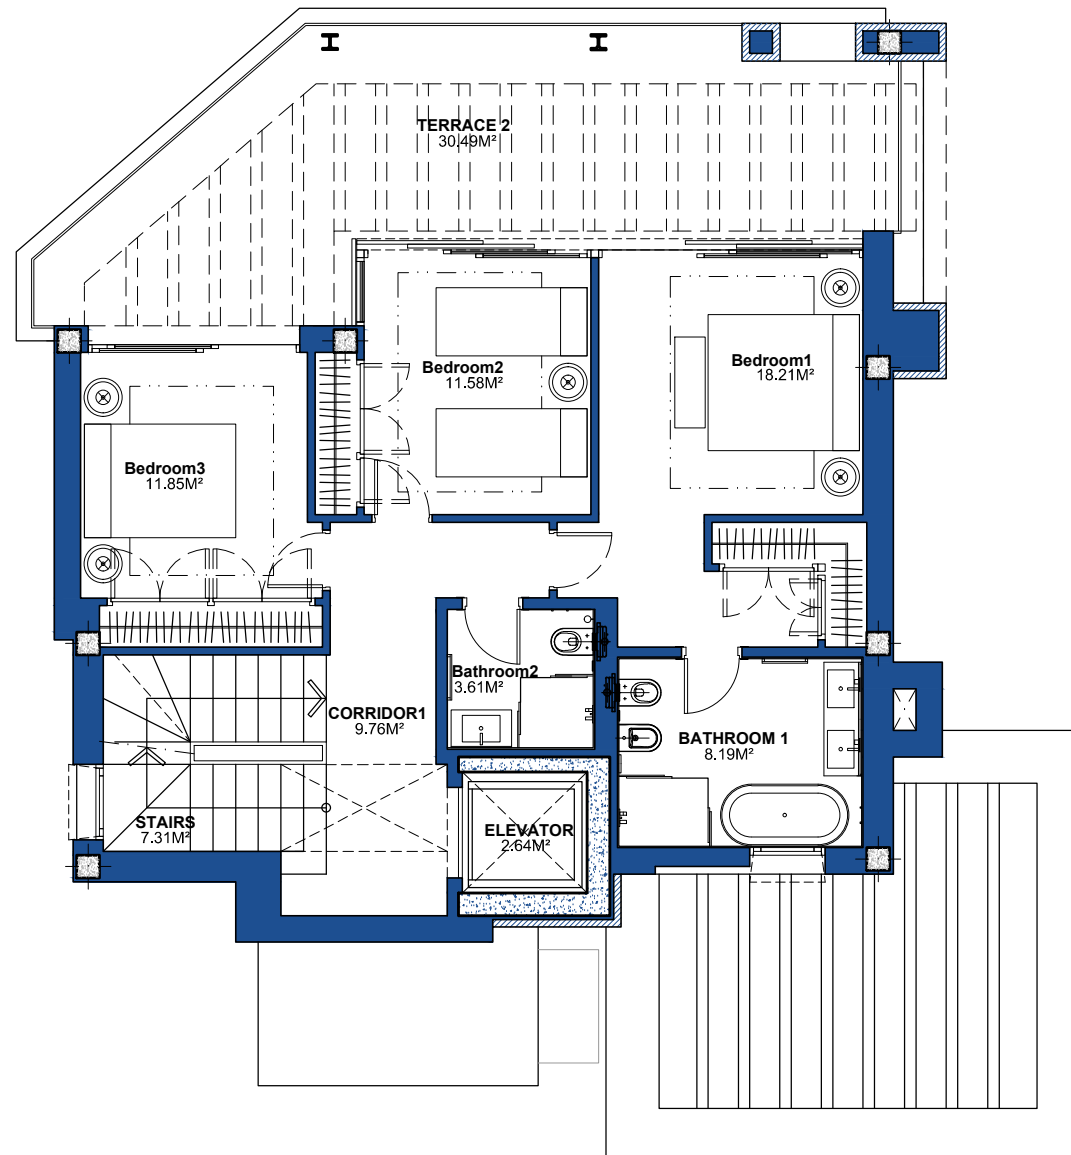 TERRACE 2
30.49M²
Bedroom2
11.58M²
Bedroom1
18.21M²
Bedroom3
11.85M²
Bathroom2
3.61M²
CORRIDOR1
9.76M²
BATHROOM 1
8.19M²
STAIRS
7.31M²
ELEVATOR
2.64M²